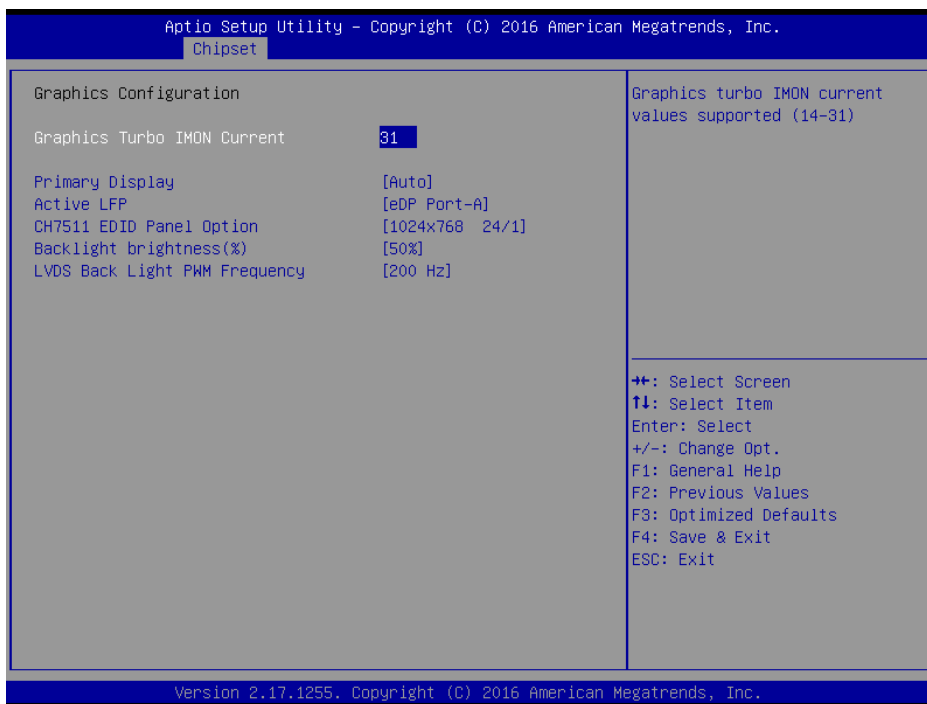 Aptio Setup Utility – Copyright (C) 2016 American Megatrends, Inc.
Chipset
Graphics Configuration
Graphics Turbo IMON Current 31
Primary Display [Auto]
Active LFP [eDP Port-A]
CH7511 EDID Panel Option [1024x768 24/1]
Backlight brightness(%) [50%]
LVDS Back Light PWM Frequency [200 Hz]
Graphics turbo IMON current
values supported (14-31)
→←: Select Screen
↑↓: Select Item
Enter: Select
+/-: Change Opt.
F1: General Help
F2: Previous Values
F3: Optimized Defaults
F4: Save & Exit
ESC: Exit
Version 2.17.1255. Copyright (C) 2016 American Megatrends, Inc.